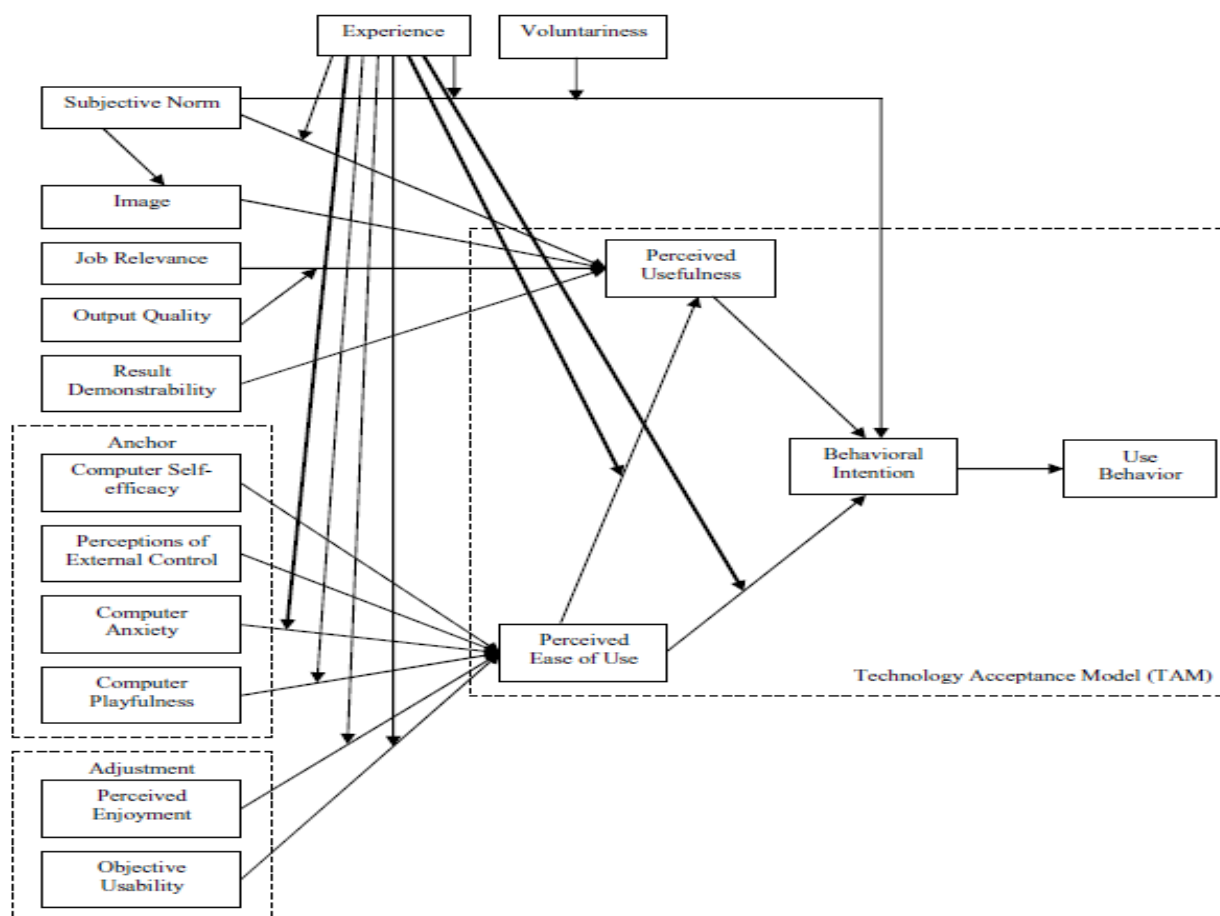 Experience
Voluntariness
Subjective Norm
Image
Job Relevance
Output Quality
Result
Demonstrability
Perceived
Usefulness
Anchor
Computer Self-
efficacy
Perceptions of
External Control
Computer
Anxiety
Computer
Playfulness
Behavioral
Intention
Use
Behavior
Perceived
Ease of Use
Technology Acceptance Model (TAM)
Adjustment
Perceived
Enjoyment
Objective
Usability